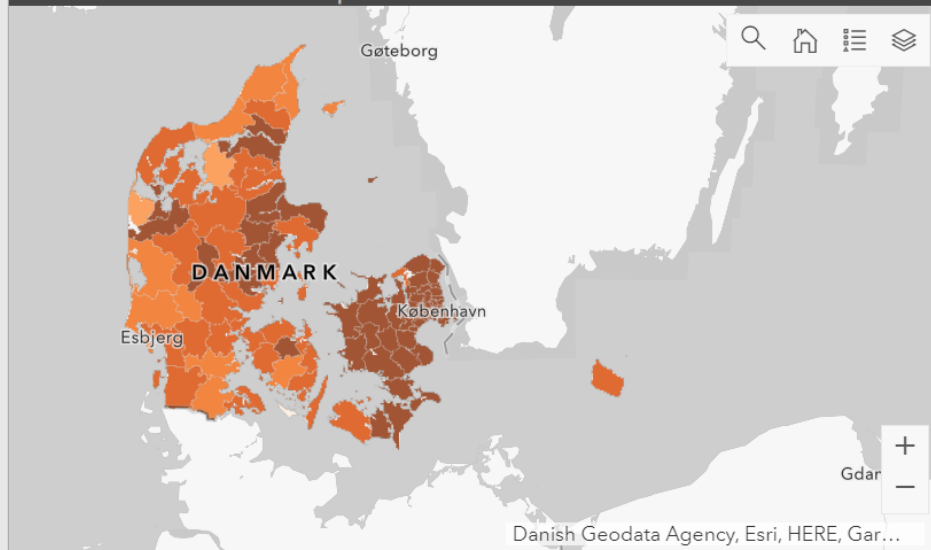 Gøteborg
DANMARK
København
Esbjerg
Gdar
Danish Geodata Agency, Esri, HERE, Gar...